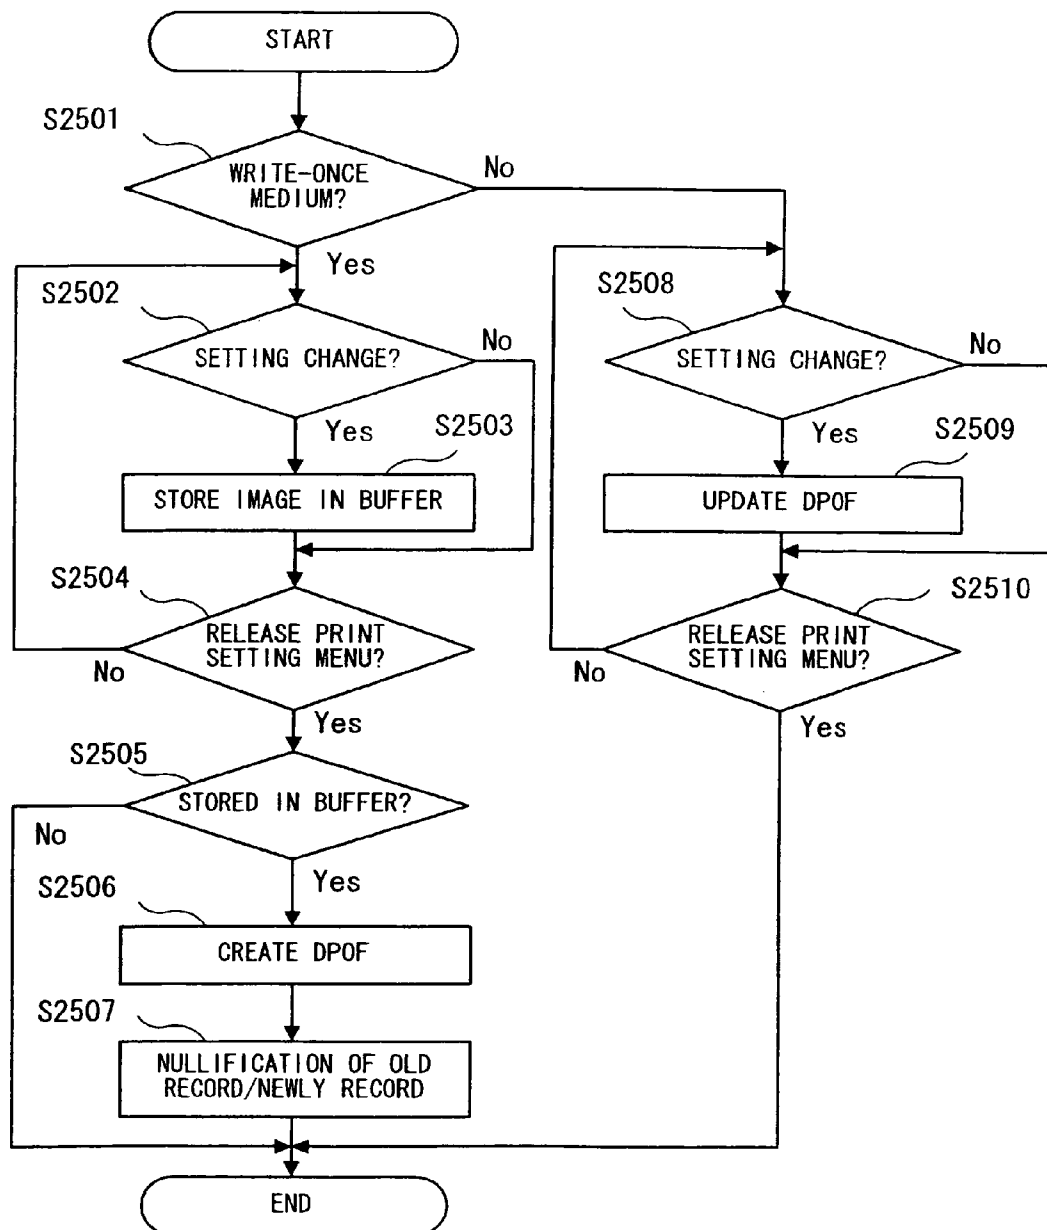 START
S2501
WRITE-ONCE
MEDIUM?
No
Yes
S2502
SETTING CHANGE?
No
Yes
S2503
STORE IMAGE IN BUFFER
S2504
RELEASE PRINT
SETTING MENU?
No
Yes
S2505
STORED IN BUFFER?
No
Yes
S2506
CREATE DPOF
S2507
NULLIFICATION OF OLD
RECORD/NEWLY RECORD
S2508
SETTING CHANGE?
No
Yes
S2509
UPDATE DPOF
S2510
RELEASE PRINT
SETTING MENU?
No
Yes
END